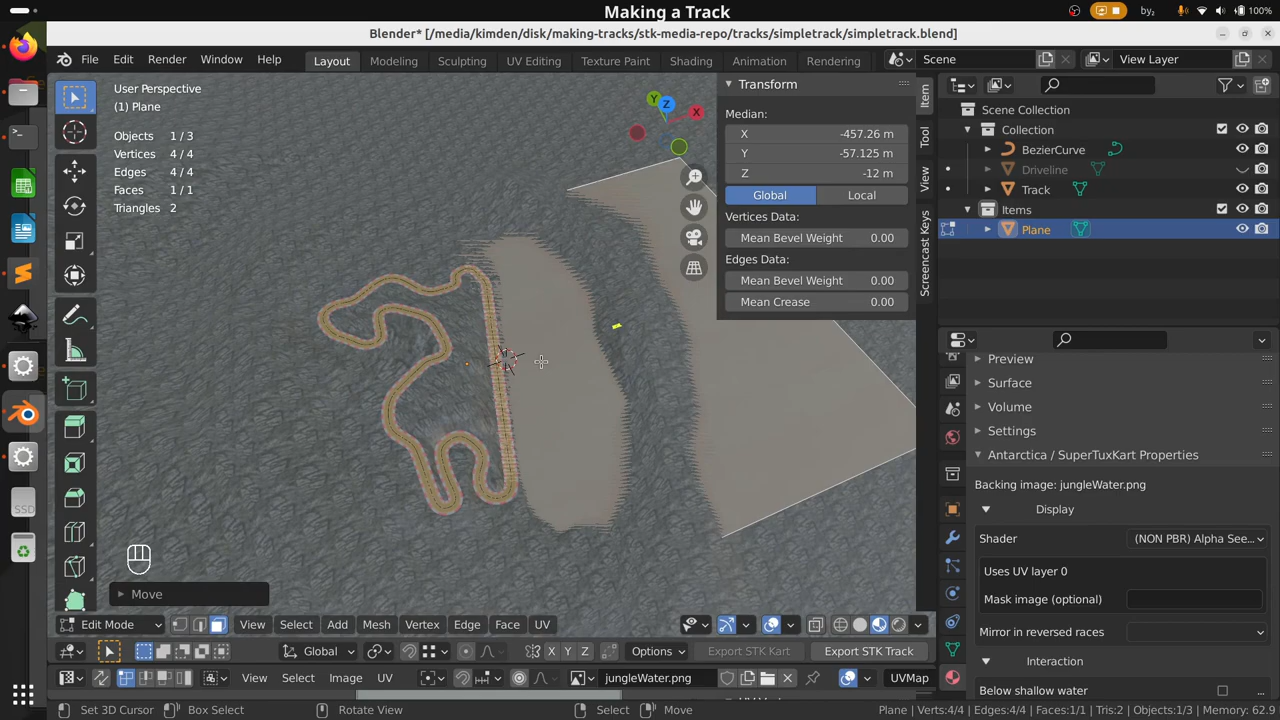 Making a Track
by₂
100%
Blender* [/media/kimden/disk/making-tracks/stk-media-repo/tracks/simpletrack/simpletrack.blend]
File Edit Render Window Help
Layout Modeling Sculpting UV Editing Texture Paint Shading Animation Rendering
Scene
View Layer
User Perspective
(1) Plane
Objects 1 / 3
Vertices 4 / 4
Edges 4 / 4
Faces 1 / 1
Triangles 2
Y Z X
Transform
Median:
X -457.26 m
Y -57.125 m
Z -12 m
Global Local
Vertices Data:
Mean Bevel Weight 0.00
Edges Data:
Mean Bevel Weight 0.00
Mean Crease 0.00
Item
Tool
View
Screencast Keys
Scene Collection
Collection
BezierCurve
Driveline
Track
Items
Plane
Preview
Surface
Volume
Settings
Antarctica / SuperTuxKart Properties
Backing image: jungleWater.png
Display
Shader (NON PBR) Alpha See...
Uses UV layer 0
Mask image (optional)
Mirror in reversed races
Interaction
Below shallow water
SSD
Move
Edit Mode View Select Add Mesh Vertex Edge Face UV
Global X Y Z Options Export STK Kart Export STK Track
View Select Image UV jungleWater.png UVMap
Set 3D Cursor Box Select Rotate View Select Move Plane | Verts:4/4 | Edges:4/4 | Faces:1/1 | Tris:2 | Objects:1/3 | Memory: 62.9